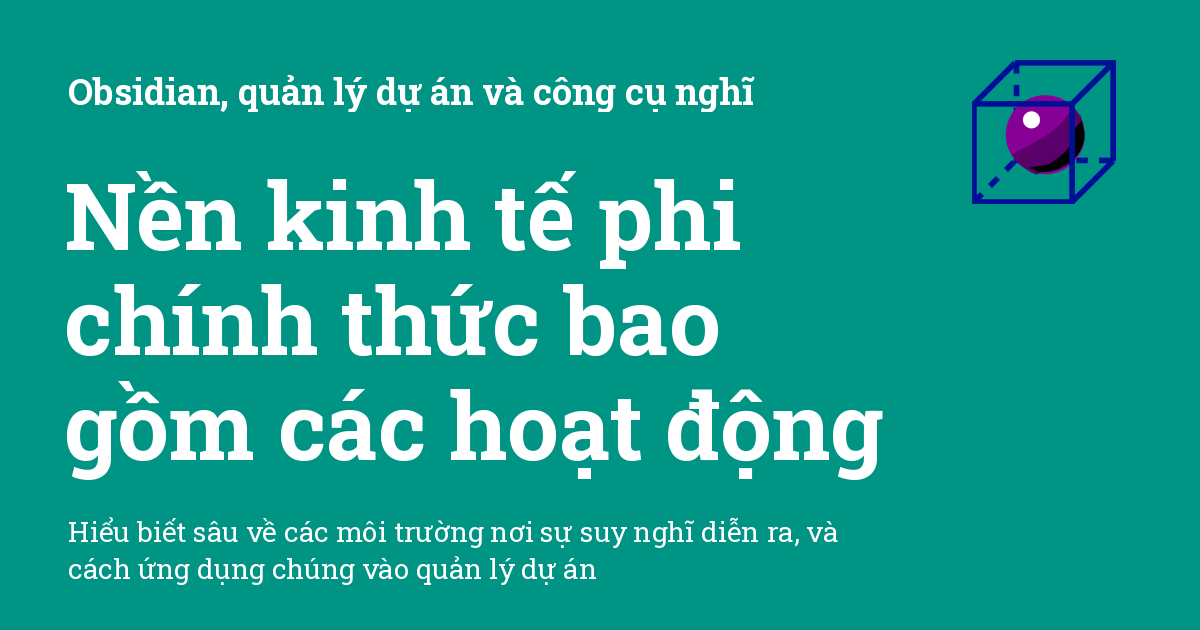 Obsidian, quản lý dự án và công cụ nghĩ
Nền kinh tế phi
chính thức bao
gồm các hoạt động
Hiểu biết sâu về các môi trường nơi sự suy nghĩ diễn ra, và
cách ứng dụng chúng vào quản lý dự án